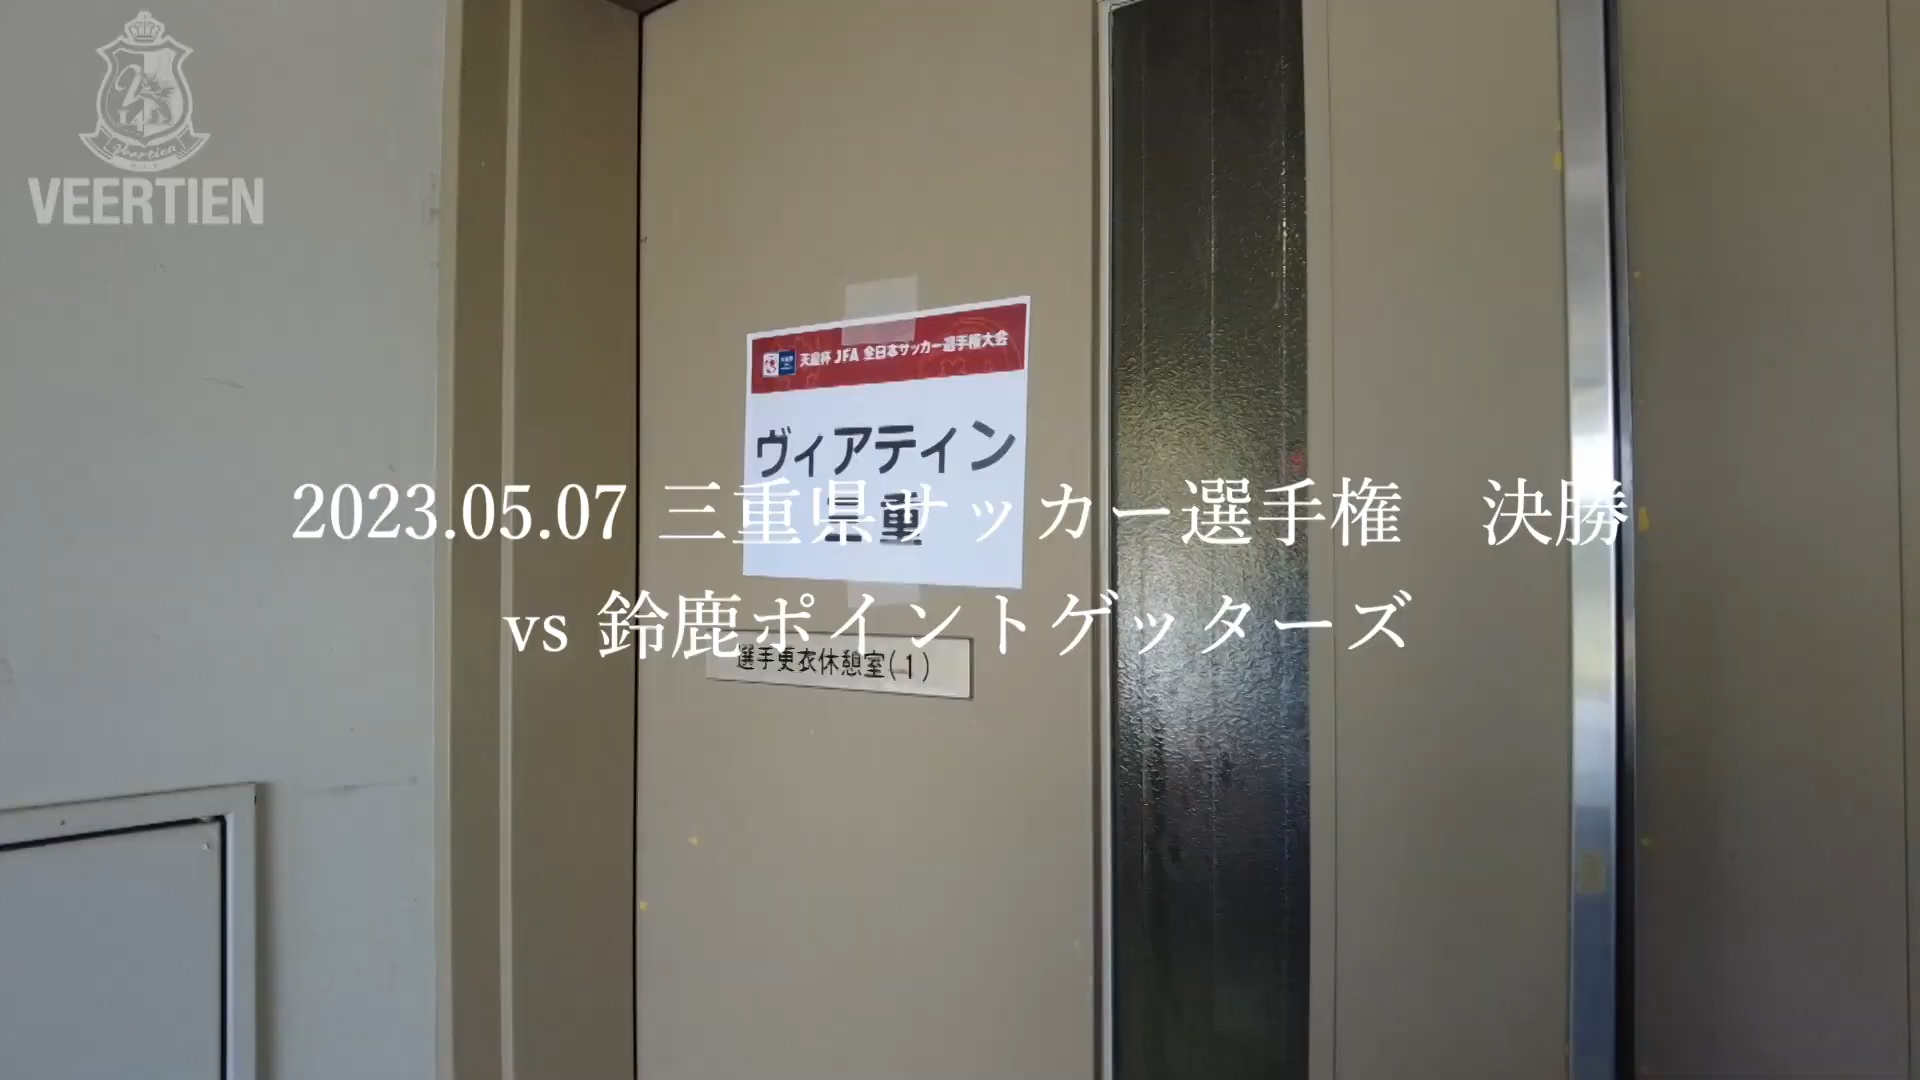 VEERTIEN
天皇杯 JFA 全日本サッカー選手権大会
ヴィアティン
三重
2023.05.07 三重県サッカー選手権　決勝
vs 鈴鹿ポイントゲッターズ
選手更衣休憩室(1)